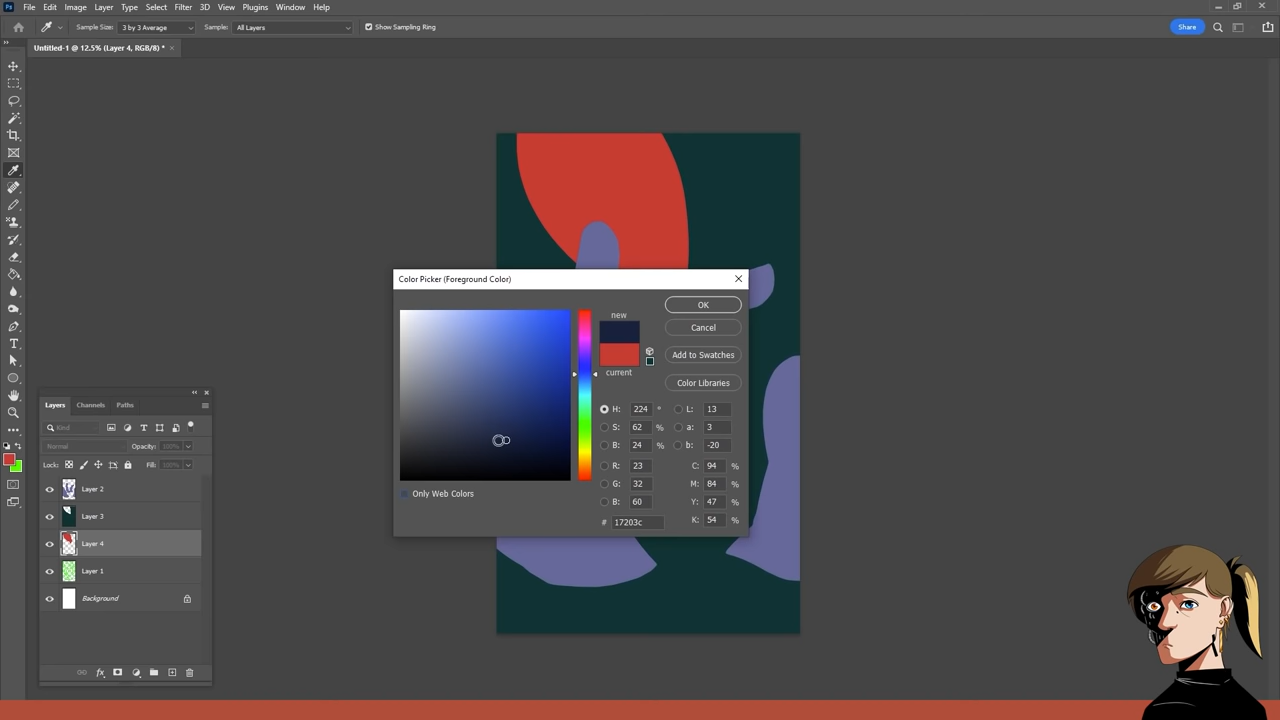 Ps File Edit Image Layer Type Select Filter 3D View Plugins Window Help
Sample Size: 3 by 3 Average Sample: All Layers Show Sampling Ring Share
Untitled-1 @ 12.5% (Layer 4, RGB/8) * ×
Color Picker (Foreground Color)
new
current
OK
Cancel
Add to Swatches
Color Libraries
H: 224 ° L: 13
S: 62 % a: 3
B: 24 % b: -20
R: 23 C: 94 %
G: 32 M: 84 %
B: 60 Y: 47 %
# 17203c K: 54 %
Only Web Colors
Layers Channels Paths
Kind
Normal Opacity: 100%
Lock: Fill: 100%
Layer 2
Layer 3
Layer 4
Layer 1
Background
fx